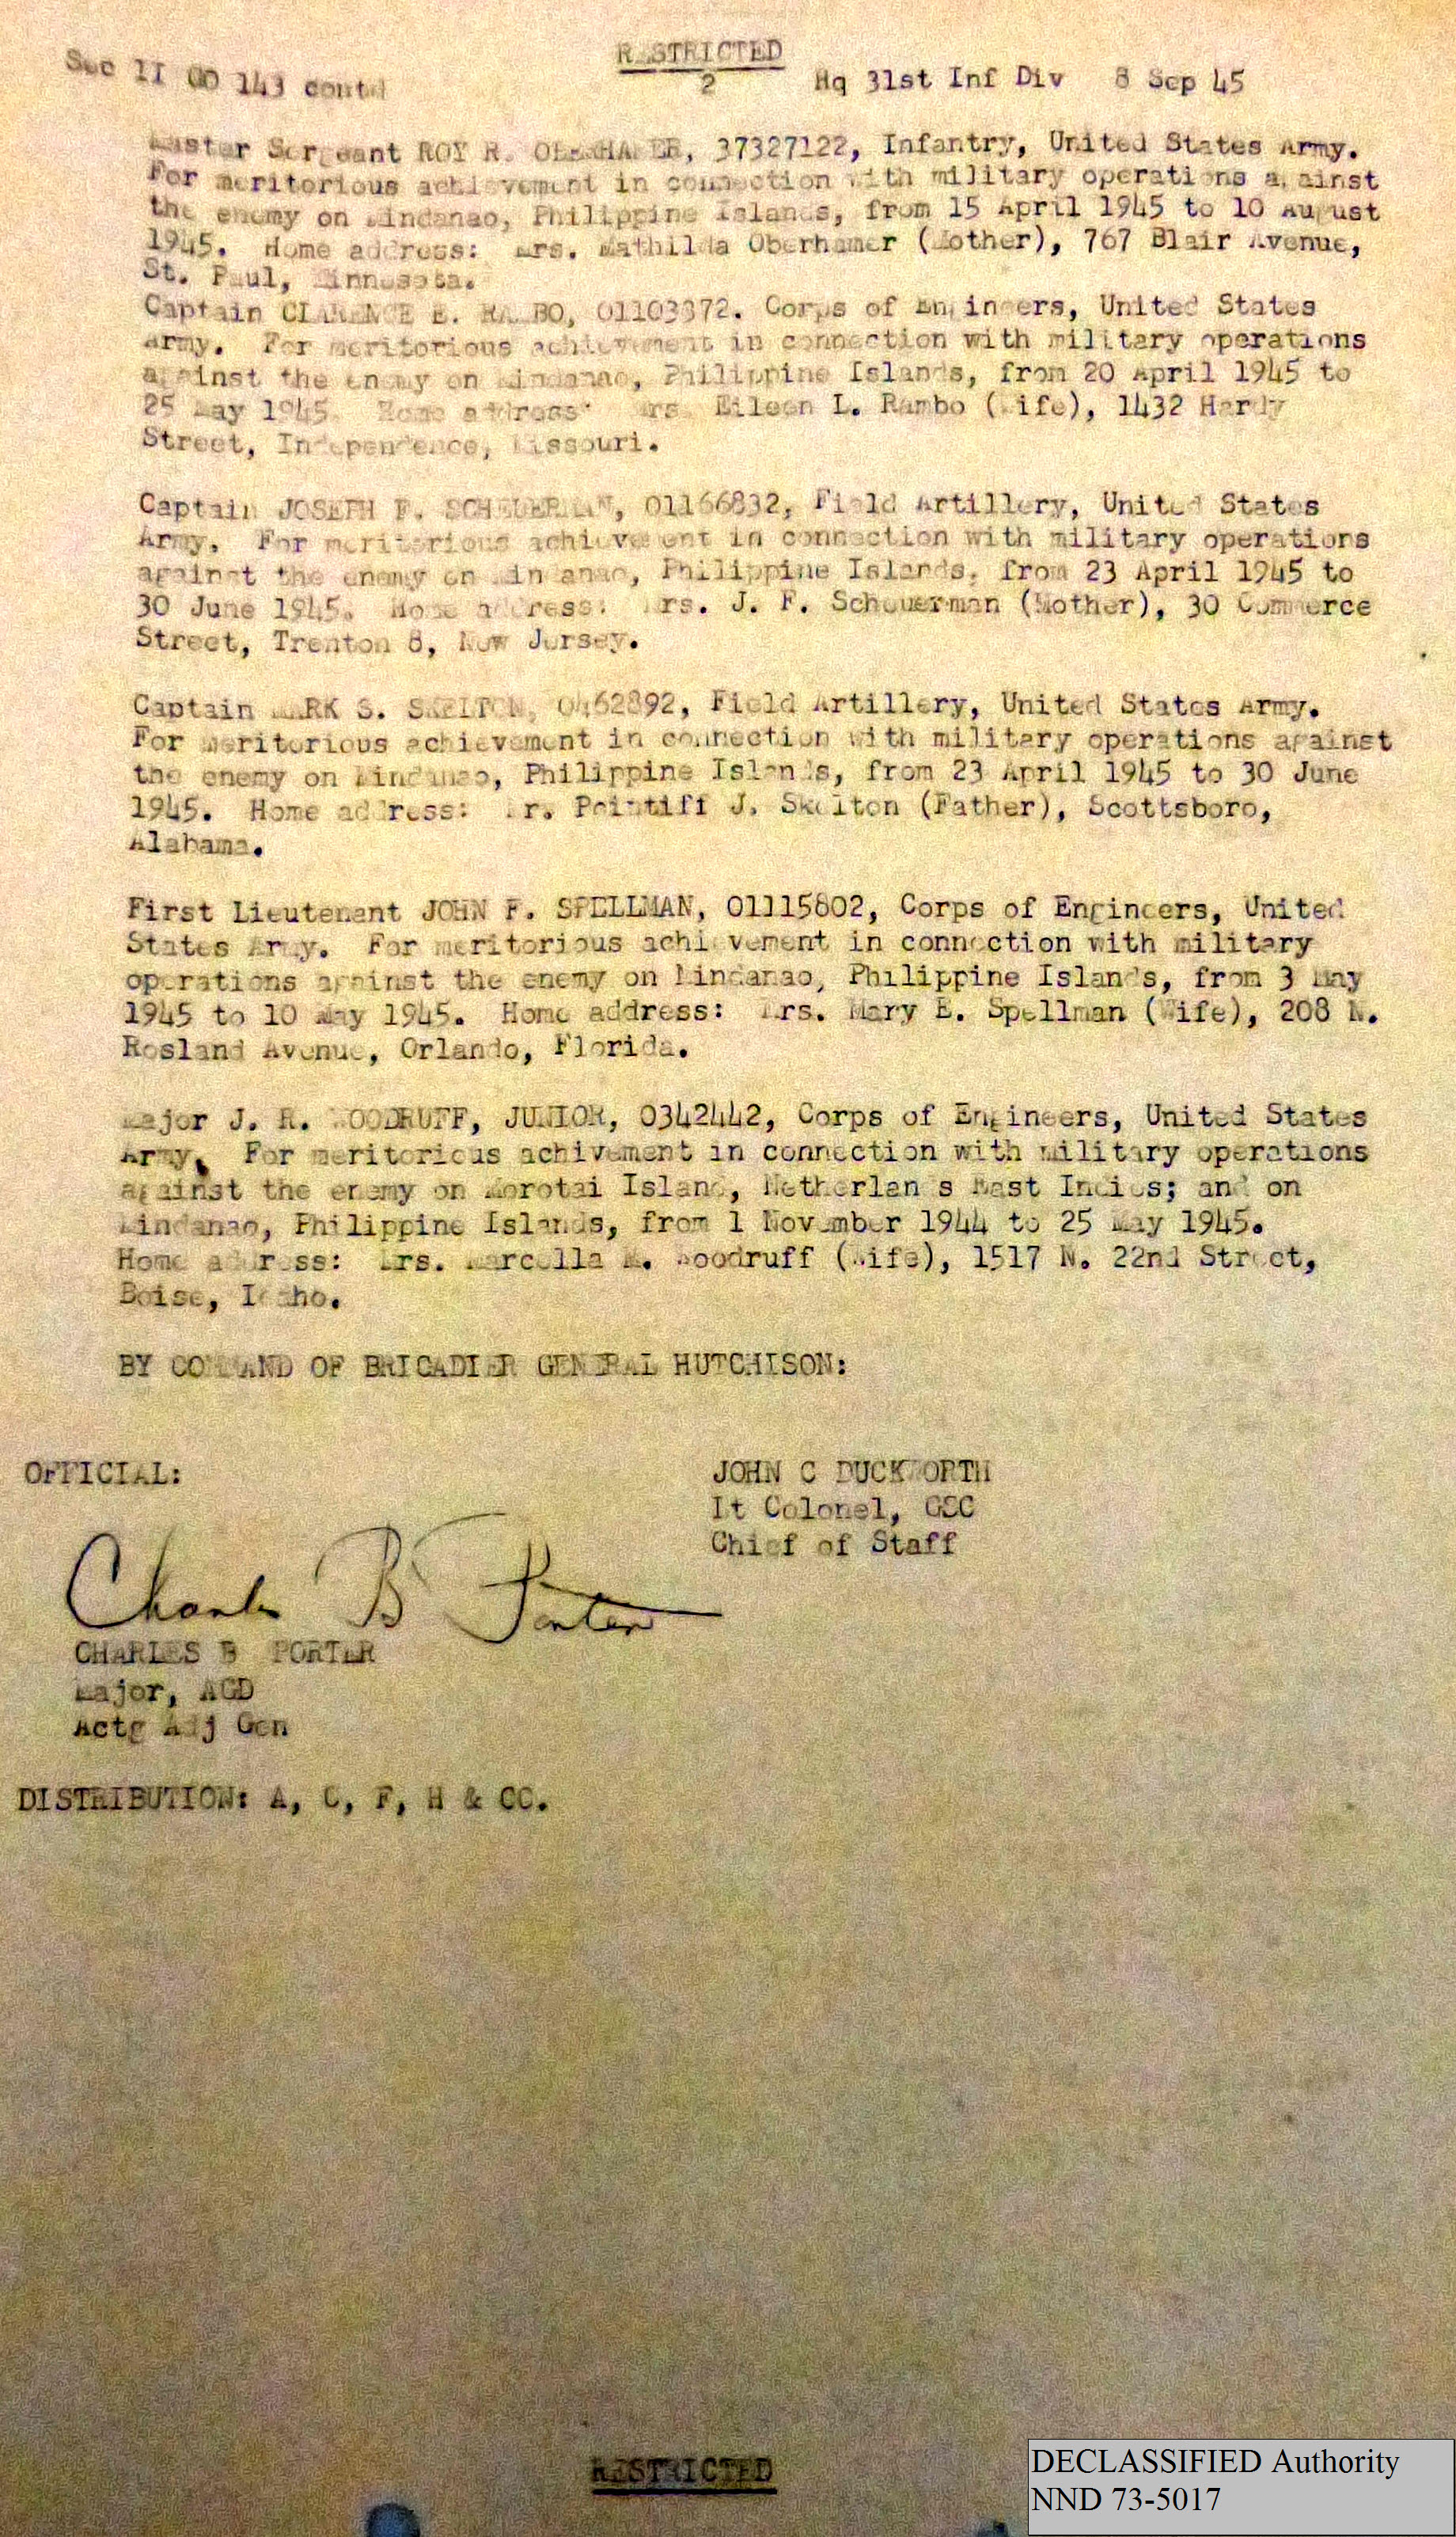 RESTRICTED
Sec II GO 143 contd 2 Hq 31st Inf Div 8 Sep 45
Master Sergeant ROY R. OBERHAMER, 37327122, Infantry, United States Army.
For meritorious achievement in connection with military operations against
the enemy on Mindanao, Philippine Islands, from 15 April 1945 to 10 August
1945. Home address: Mrs. Mathilda Oberhamer (Mother), 767 Blair Avenue,
St. Paul, Minnesota.
Captain CLARENCE E. RAMBO, 01103372. Corps of Engineers, United States
Army. For meritorious achievement in connection with military operations
against the enemy on Mindanao, Philippine Islands, from 20 April 1945 to
25 May 1945. Home address: Mrs. Eileen L. Rambo (Wife), 1432 Hardy
Street, Independence, Missouri.
Captain JOSEPH F. SCHEUERMAN, 01166832, Field Artillery, United States
Army. For meritorious achievement in connection with military operations
against the enemy on Mindanao, Philippine Islands, from 23 April 1945 to
30 June 1945. Home address: Mrs. J. F. Scheuerman (Mother), 30 Commerce
Street, Trenton 8, New Jersey.
Captain MARK S. SKELTON, 0462892, Field Artillery, United States Army.
For meritorious achievement in connection with military operations against
the enemy on Mindanao, Philippine Islands, from 23 April 1945 to 30 June
1945. Home address: Mr. J. Skelton (Father), Scottsboro,
Alabama.
First Lieutenant JOHN F. SPELLMAN, 01115802, Corps of Engineers, United
States Army. For meritorious achievement in connection with military
operations against the enemy on Mindanao, Philippine Islands, from 3 May
1945 to 10 May 1945. Home address: Mrs. Mary E. Spellman (Wife), 208 N.
Rosland Avenue, Orlando, Florida.
Major J. R. WOODRUFF, JUNIOR, 0342442, Corps of Engineers, United States
Army. For meritorious achivement in connection with military operations
against the enemy on Morotai Island, Netherlands East Indies; and on
Mindanao, Philippine Islands, from 1 November 1944 to 25 May 1945.
Home address: Mrs. Marcella M. Woodruff (Wife), 1517 N. 22nd Street,
Boise, Idaho.
BY COMMAND OF BRIGADIER GENERAL HUTCHISON:
OFFICIAL:
JOHN C DUCKWORTH
Lt Colonel, GSC
Chief of Staff
Charles B Porter
CHARLES B PORTER
Major, AGD
Actg Adj Gen
DISTRIBUTION: A, C, F, H & CC.
RESTRICTED
DECLASSIFIED Authority
NND 73-5017